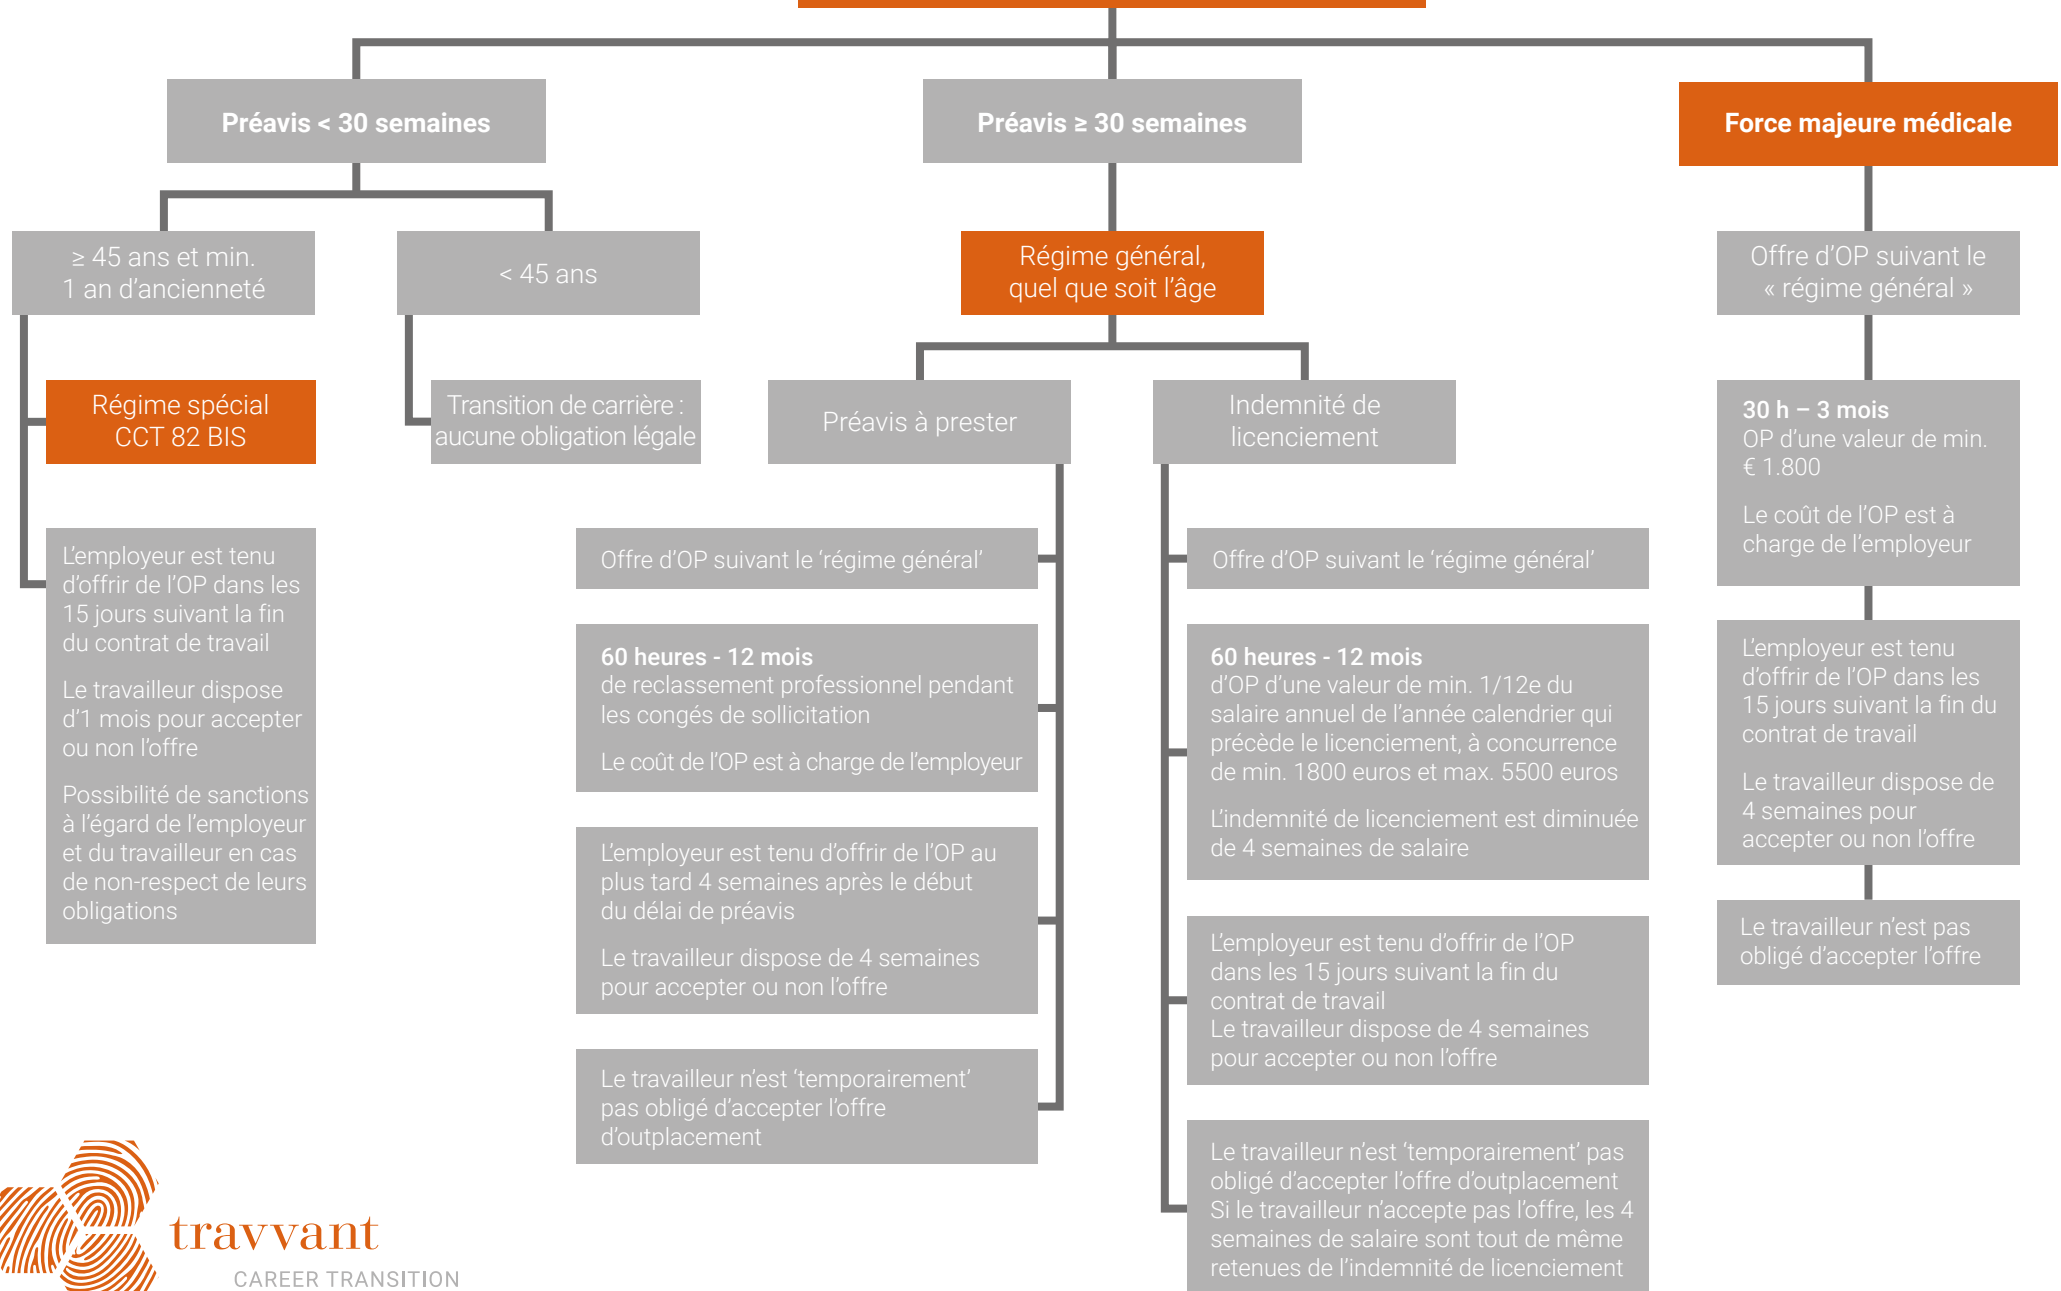 Préavis < 30 semaines
≥ 45 ans et min.
1 an d’ancienneté
< 45 ans
Régime spécial
CCT 82 BIS
Transition de carrière :
aucune obligation légale
L’employeur est tenu
d’offrir de l’OP dans les
15 jours suivant la fin
du contrat de travail
Le travailleur dispose
d’1 mois pour accepter
ou non l’offre
Possibilité de sanctions
à l’égard de l’employeur
et du travailleur en cas
de non-respect de leurs
obligations
Préavis ≥ 30 semaines
Régime général,
quel que soit l’âge
Préavis à prester
Offre d’OP suivant le ‘régime général’
60 heures - 12 mois
de reclassement professionnel pendant
les congés de sollicitation
Le coût de l’OP est à charge de l’employeur
L’employeur est tenu d’offrir de l’OP au
plus tard 4 semaines après le début
du délai de préavis
Le travailleur dispose de 4 semaines
pour accepter ou non l’offre
Le travailleur n’est ‘temporairement’
pas obligé d’accepter l’offre
d’outplacement
Indemnité de
licenciement
Offre d’OP suivant le ‘régime général’
60 heures - 12 mois
d’OP d’une valeur de min. 1/12e du
salaire annuel de l’année calendrier qui
précède le licenciement, à concurrence
de min. 1800 euros et max. 5500 euros
L’indemnité de licenciement est diminuée
de 4 semaines de salaire
L’employeur est tenu d’offrir de l’OP
dans les 15 jours suivant la fin du
contrat de travail
Le travailleur dispose de 4 semaines
pour accepter ou non l’offre
Le travailleur n’est ‘temporairement’ pas
obligé d’accepter l’offre d’outplacement
Si le travailleur n’accepte pas l’offre, les 4
semaines de salaire sont tout de même
retenues de l’indemnité de licenciement
Force majeure médicale
Offre d’OP suivant le
« régime général »
30 h – 3 mois
OP d’une valeur de min.
€ 1.800
Le coût de l’OP est à
charge de l’employeur
L’employeur est tenu
d’offrir de l’OP dans les
15 jours suivant la fin du
contrat de travail
Le travailleur dispose de
4 semaines pour
accepter ou non l’offre
Le travailleur n’est pas
obligé d’accepter l’offre
travvant
CAREER TRANSITION